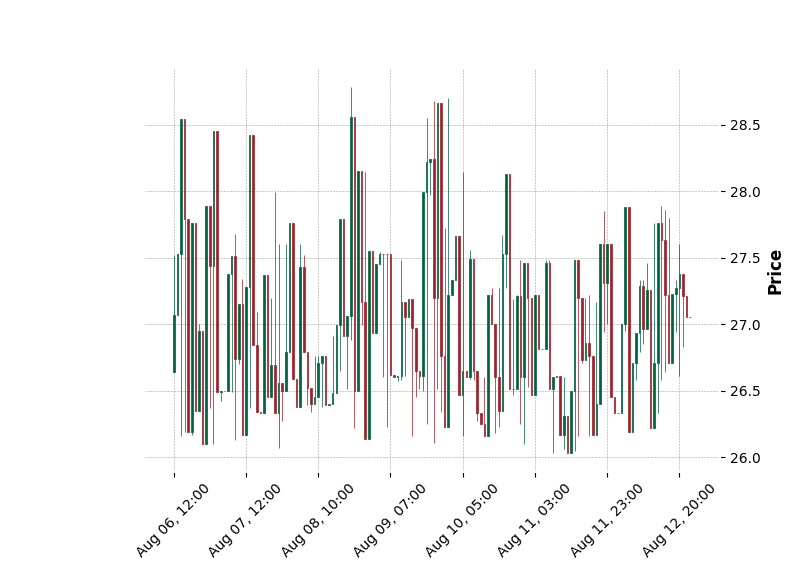 28.5
28.0
27.5
27.0
26.5
26.0
Price
Aug 06, 12:00
Aug 07, 12:00
Aug 08, 10:00
Aug 09, 07:00
Aug 10, 05:00
Aug 11, 03:00
Aug 11, 23:00
Aug 12, 20:00